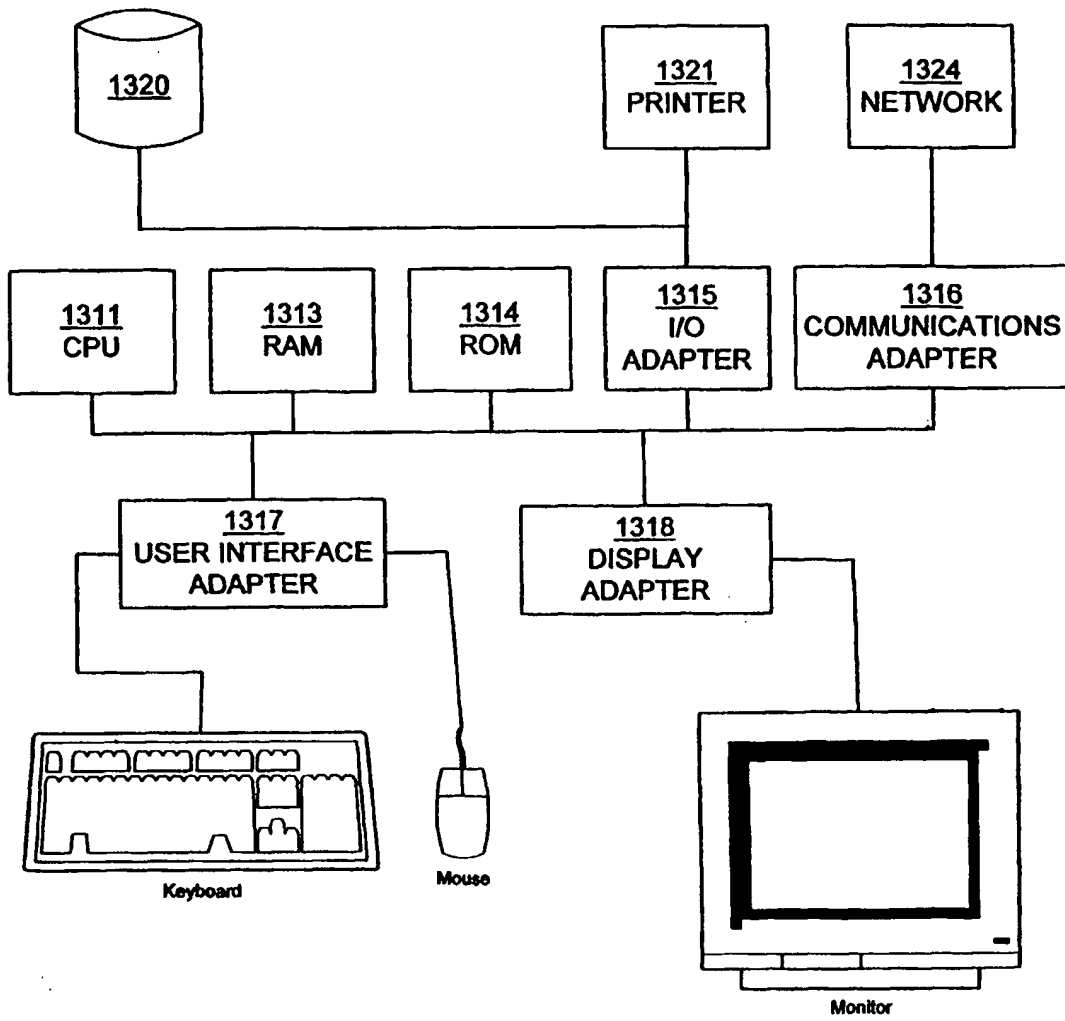 1320
1321
PRINTER
1324
NETWORK
1311
CPU
1313
RAM
1314
ROM
1315
I/O
ADAPTER
1316
COMMUNICATIONS
ADAPTER
1317
USER INTERFACE
ADAPTER
1318
DISPLAY
ADAPTER
Keyboard
Mouse
Monitor